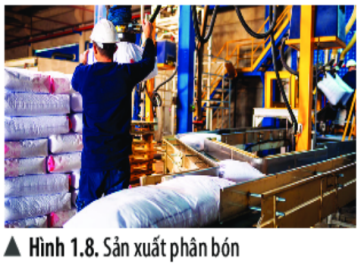 ▲ Hình 1.8. Sản xuất phân bón